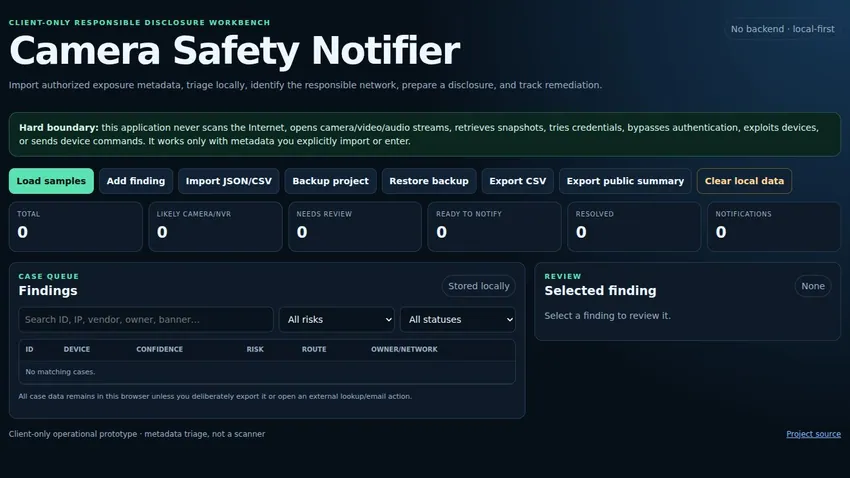 CLIENT-ONLY RESPONSIBLE DISCLOSURE WORKBENCH
Camera Safety Notifier
No backend · local-first
Import authorized exposure metadata, triage locally, identify the responsible network, prepare a disclosure, and track remediation.
Hard boundary: this application never scans the Internet, opens camera/video/audio streams, retrieves snapshots, tries credentials, bypasses authentication, exploits devices,
or sends device commands. It works only with metadata you explicitly import or enter.
Load samples Add finding Import JSON/CSV Backup project Restore backup Export CSV Export public summary Clear local data
TOTAL LIKELY CAMERA/NVR NEEDS REVIEW READY TO NOTIFY RESOLVED NOTIFICATIONS
0 0 0 0 0 0
CASE QUEUE
Findings
Stored locally
Search ID, IP, vendor, owner, banner... All risks All statuses
ID DEVICE CONFIDENCE RISK ROUTE OWNER/NETWORK
No matching cases.
All case data remains in this browser unless you deliberately export it or open an external lookup/email action.
REVIEW
Selected finding
None
Select a finding to review it.
Client-only operational prototype · metadata triage, not a scanner
Project source